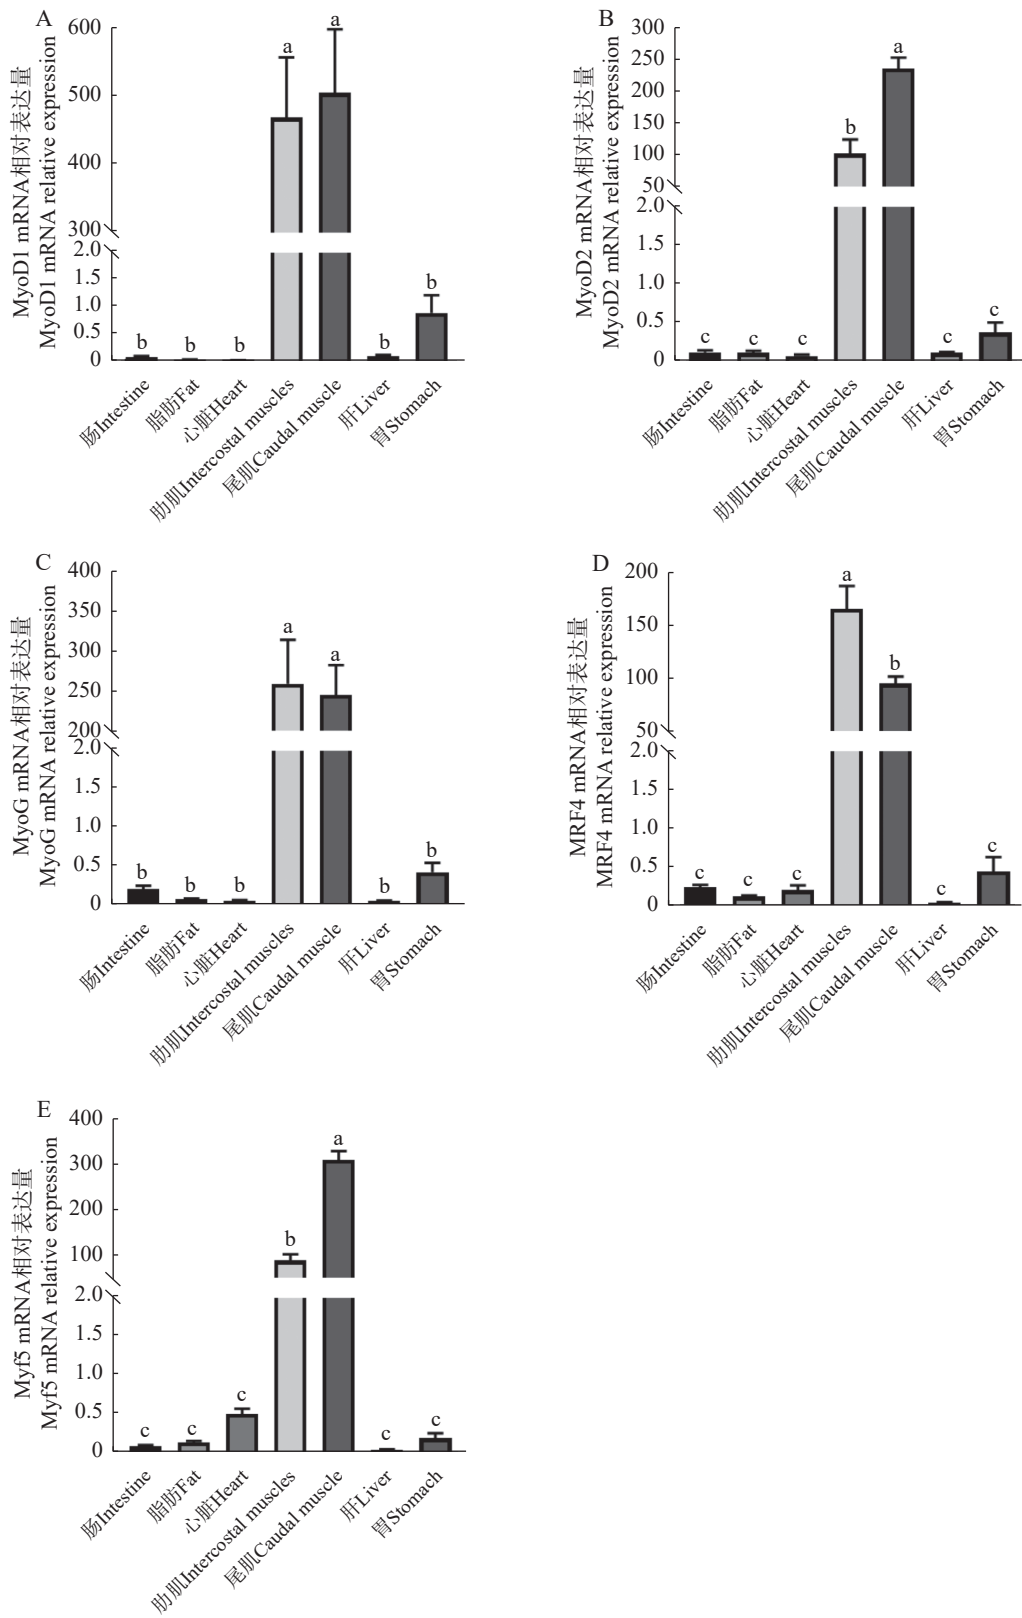 A
MyoD1 mRNA相对表达量
MyoD1 mRNA relative expression
600
500
400
300
2.0
1.5
1.0
0.5
0
b
b
b
a
a
b
b
肠Intestine
脂肪Fat
心脏Heart
肋肌Intercostal muscles
尾肌Caudal muscle
肝Liver
胃Stomach
B
MyoD2 mRNA相对表达量
MyoD2 mRNA relative expression
300
250
200
150
100
50
2.0
1.5
1.0
0.5
0
c
c
c
b
a
c
c
肠Intestine
脂肪Fat
心脏Heart
肋肌Intercostal muscles
尾肌Caudal muscle
肝Liver
胃Stomach
C
MyoG mRNA相对表达量
MyoG mRNA relative expression
400
350
300
250
200
2.0
1.5
1.0
0.5
0
b
b
b
a
a
b
b
肠Intestine
脂肪Fat
心脏Heart
肋肌Intercostal muscles
尾肌Caudal muscle
肝Liver
胃Stomach
D
MRF4 mRNA相对表达量
MRF4 mRNA relative expression
200
150
100
50
2.0
1.5
1.0
0.5
0
c
c
c
a
b
c
c
肠Intestine
脂肪Fat
心脏Heart
肋肌Intercostal muscles
尾肌Caudal muscle
肝Liver
胃Stomach
E
Myf5 mRNA相对表达量
Myf5 mRNA relative expression
400
300
200
100
2.0
1.5
1.0
0.5
0
c
c
c
b
a
c
c
肠Intestine
脂肪Fat
心脏Heart
肋肌Intercostal muscles
尾肌Caudal muscle
肝Liver
胃Stomach